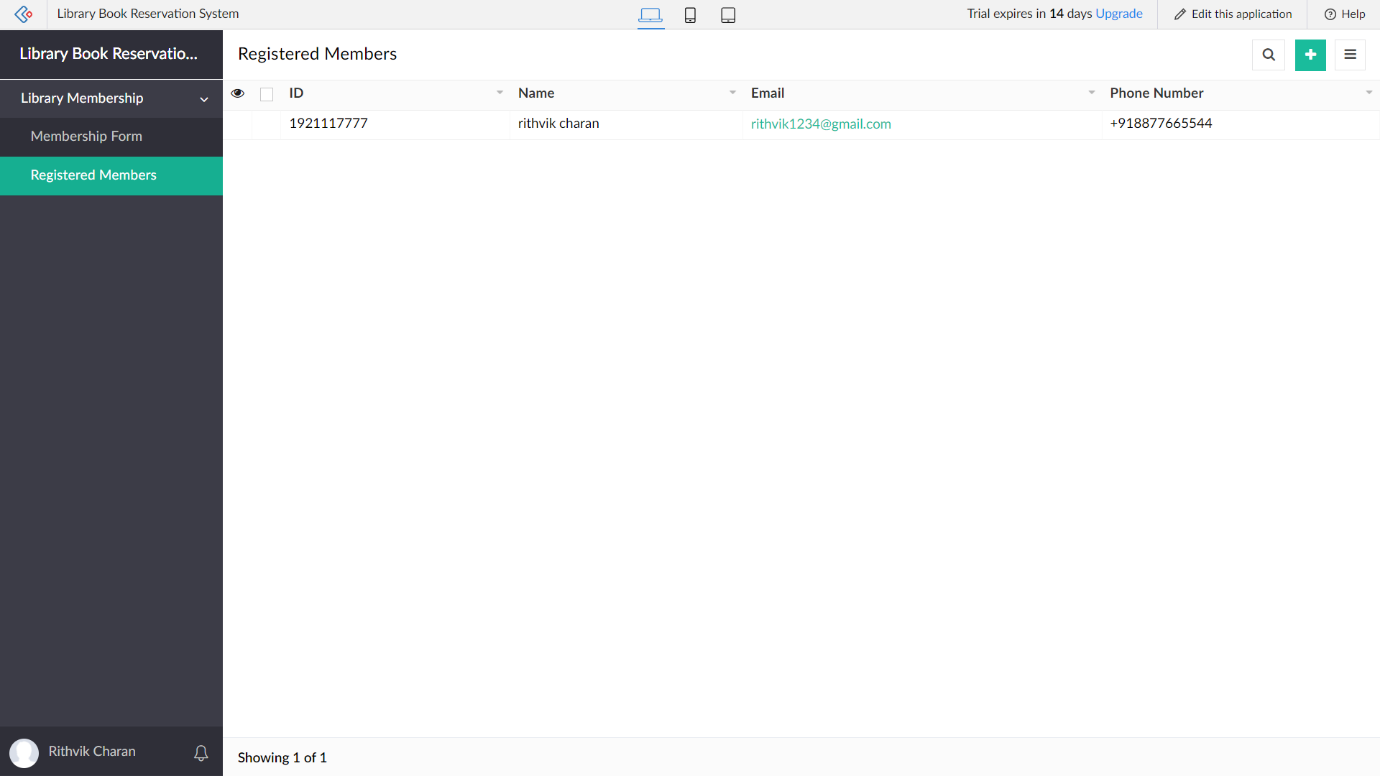 Library Book Reservation System
Trial expires in 14 days Upgrade
Edit this application
Help
Library Book Reservatio...
Registered Members
Library Membership
Membership Form
Registered Members
ID Name Email Phone Number
1921117777 rithvik charan rithvik1234@gmail.com +918877665544
Rithvik Charan
Showing 1 of 1